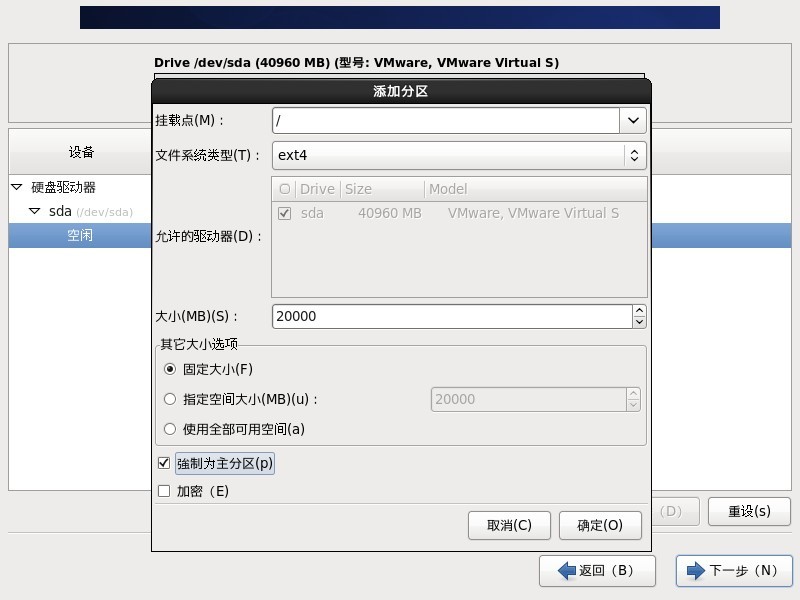 Drive /dev/sda (40960 MB) (型号: VMware, VMware Virtual S)
添加分区
挂载点(M)：
/
设备
文件系统类型(T)：
ext4
Drive Size Model
硬盘驱动器
sda 40960 MB VMware, VMware Virtual S
sda (/dev/sda)
空闲
允许的驱动器(D)：
大小(MB)(S)：
20000
其它大小选项
固定大小(F)
指定空间大小(MB)(u)：
20000
使用全部可用空间(a)
強制为主分区(p)
加密（E)
取消(C)
确定(O)
（D）
重设(s)
返回（B）
下一步（N）